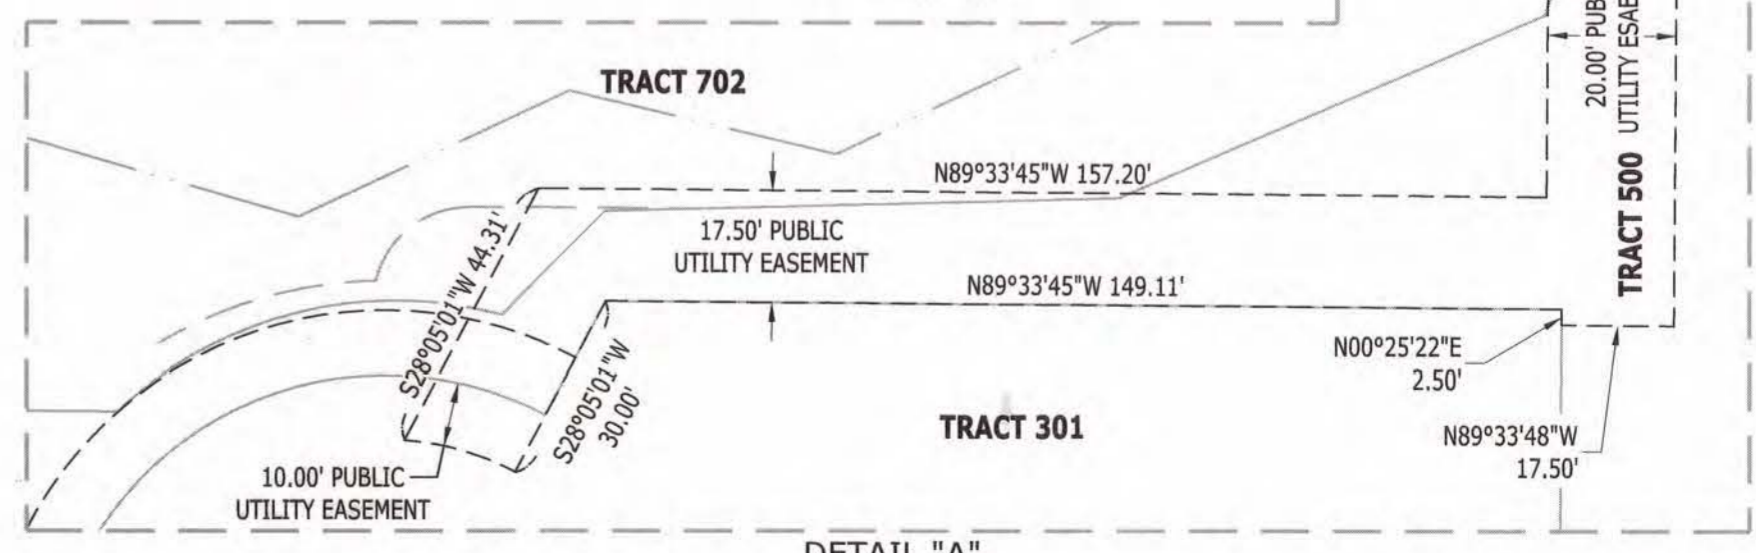 TRACT 702
20.00' PUB
UTILITY ESAE
TRACT 500
N89°33'45"W 157.20'
17.50' PUBLIC
UTILITY EASEMENT
S28°05'01"W 44.31'
N89°33'45"W 149.11'
N00°25'22"E
2.50'
S28°05'01"W
30.00'
TRACT 301
N89°33'48"W
17.50'
10.00' PUBLIC
UTILITY EASEMENT
DETAIL "A"